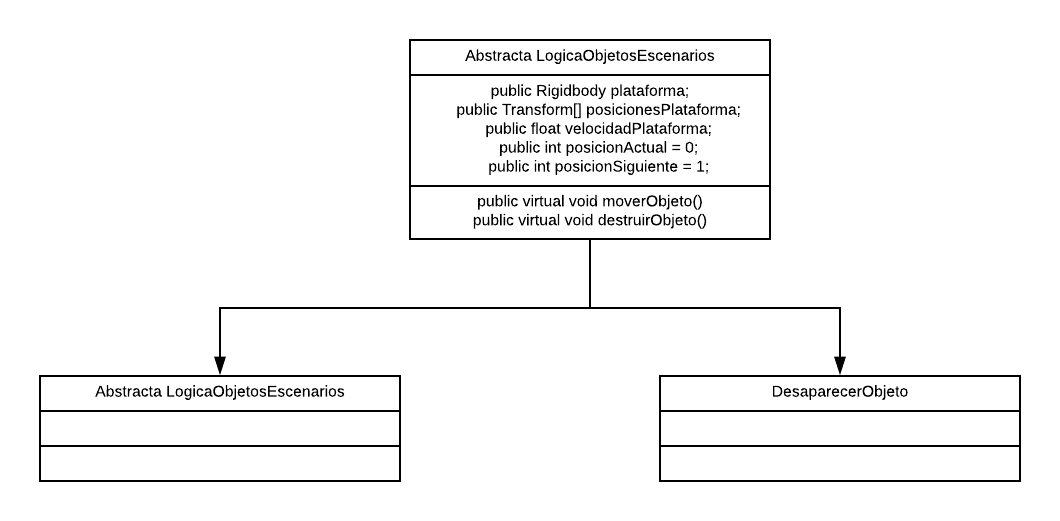 Abstracta LogicaObjetosEscenarios
public Rigidbody plataforma;
public Transform[] posicionesPlataforma;
public float velocidadPlataforma;
public int posicionActual = 0;
public int posicionSiguiente = 1;
public virtual void moverObjeto()
public virtual void destruirObjeto()
Abstracta LogicaObjetosEscenarios
DesaparecerObjeto